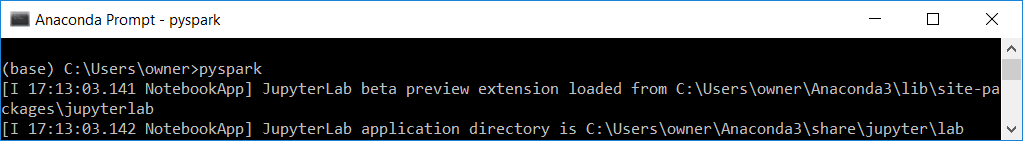 Anaconda Prompt - pyspark
(base) C:\Users\owner>pyspark
[I 17:13:03.141 NotebookApp] JupyterLab beta preview extension loaded from C:\Users\owner\Anaconda3\lib\site-pa
ckages\jupyterlab
[I 17:13:03.142 NotebookApp] JupyterLab application directory is C:\Users\owner\Anaconda3\share\jupyter\lab